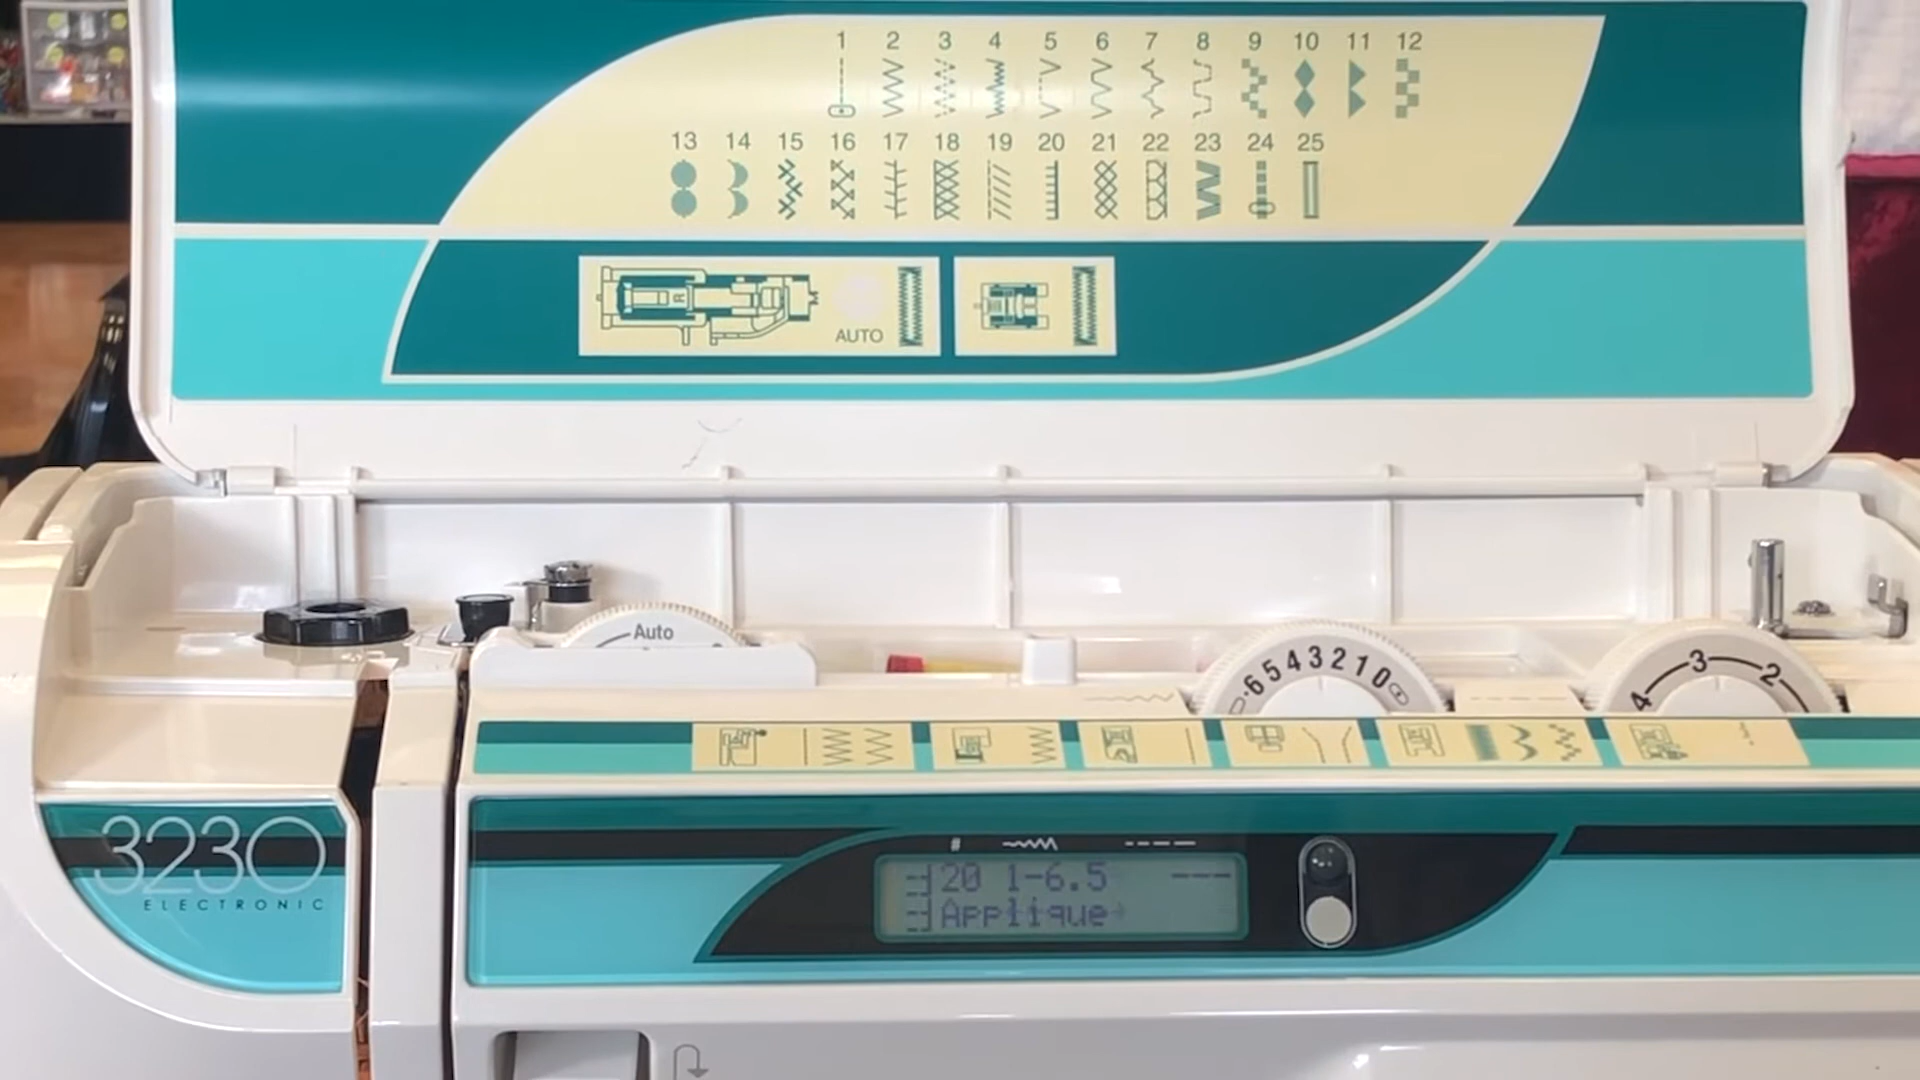 1 2 3 4 5 6 7 8 9 10 11 12
13 14 15 16 17 18 19 20 21 22 23 24 25
R
AUTO
Auto
6 5 4 3 2 1 0
4 3 2
3230
ELECTRONIC
#
20 1-6.5 ---
Applique